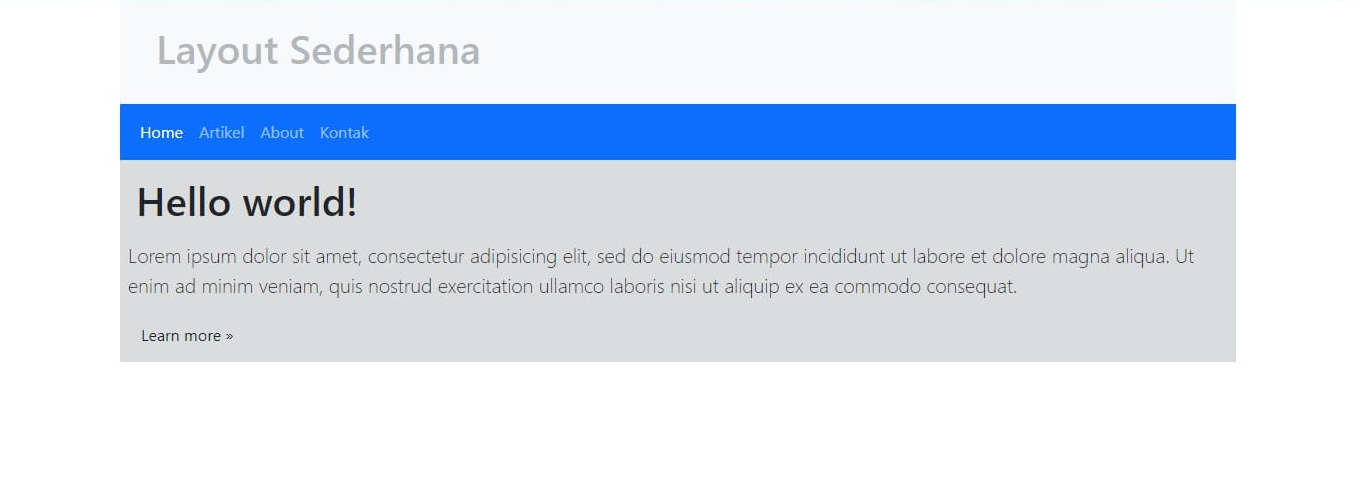 Layout Sederhana
Home Artikel About Kontak
Hello world!
Lorem ipsum dolor sit amet, consectetur adipisicing elit, sed do eiusmod tempor incididunt ut labore et dolore magna aliqua. Ut
enim ad minim veniam, quis nostrud exercitation ullamco laboris nisi ut aliquip ex ea commodo consequat.
Learn more »